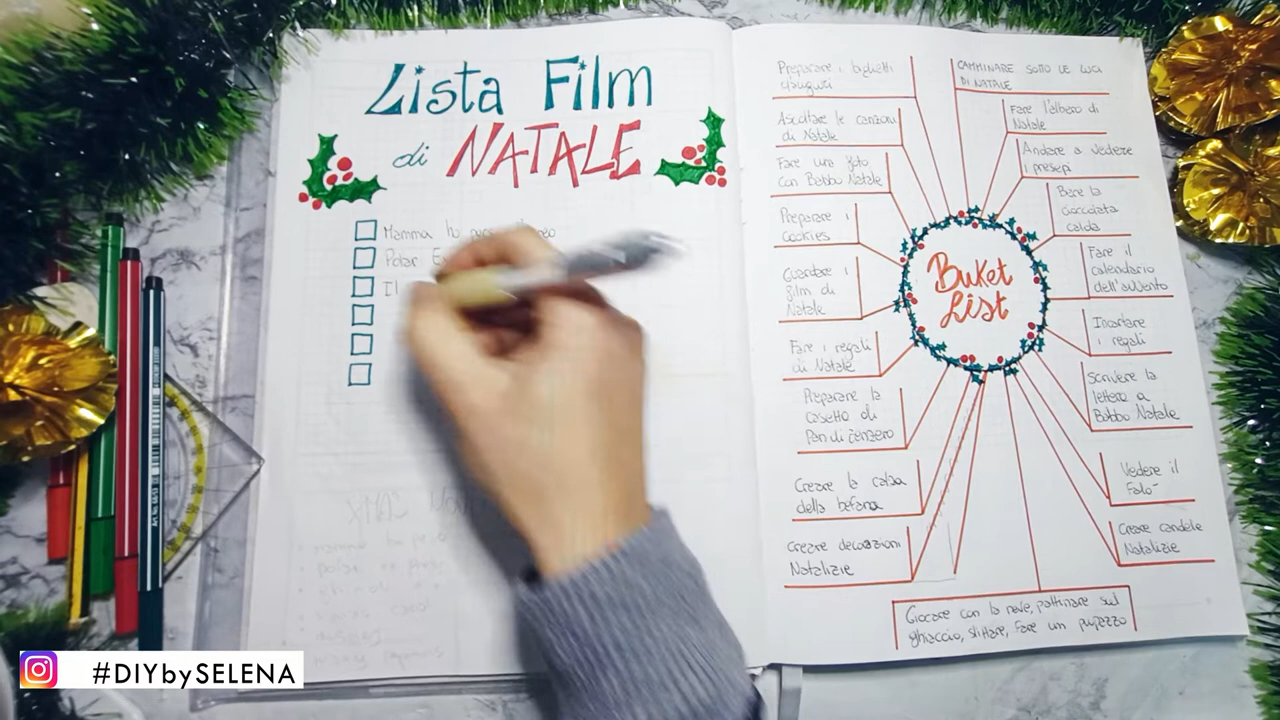 Lista Film
di NATALE
Mamma ho
Polar
Il
Preparare i biglietti
d'auguri
Ascoltare le canzoni
di Natale
Fare una foto
con Babbo Natale
Preparare i
cookies
Guardare i
film di
Natale
Fare i regali
di Natale
Preparare la
casetta di
Pan di zenzero
Creare la calza
della befana
Creare decorazioni
Natalizie
CAMMINARE SOTTO LE LUCI
DI NATALE
Fare l'albero di
Natale
Andare a vedere i
presepi
Bere la
cioccolata
calda
Fare il
calendario
dell'avvento
Incartare
i regali
Scrivere la
lettera a
Babbo Natale
Vedere il
Falò
Creare candele
Natalizie
Giocare con la neve, pattinare sul
ghiaccio, slittare, fare un pupazzo
Buket
List
#DIYbySELENA